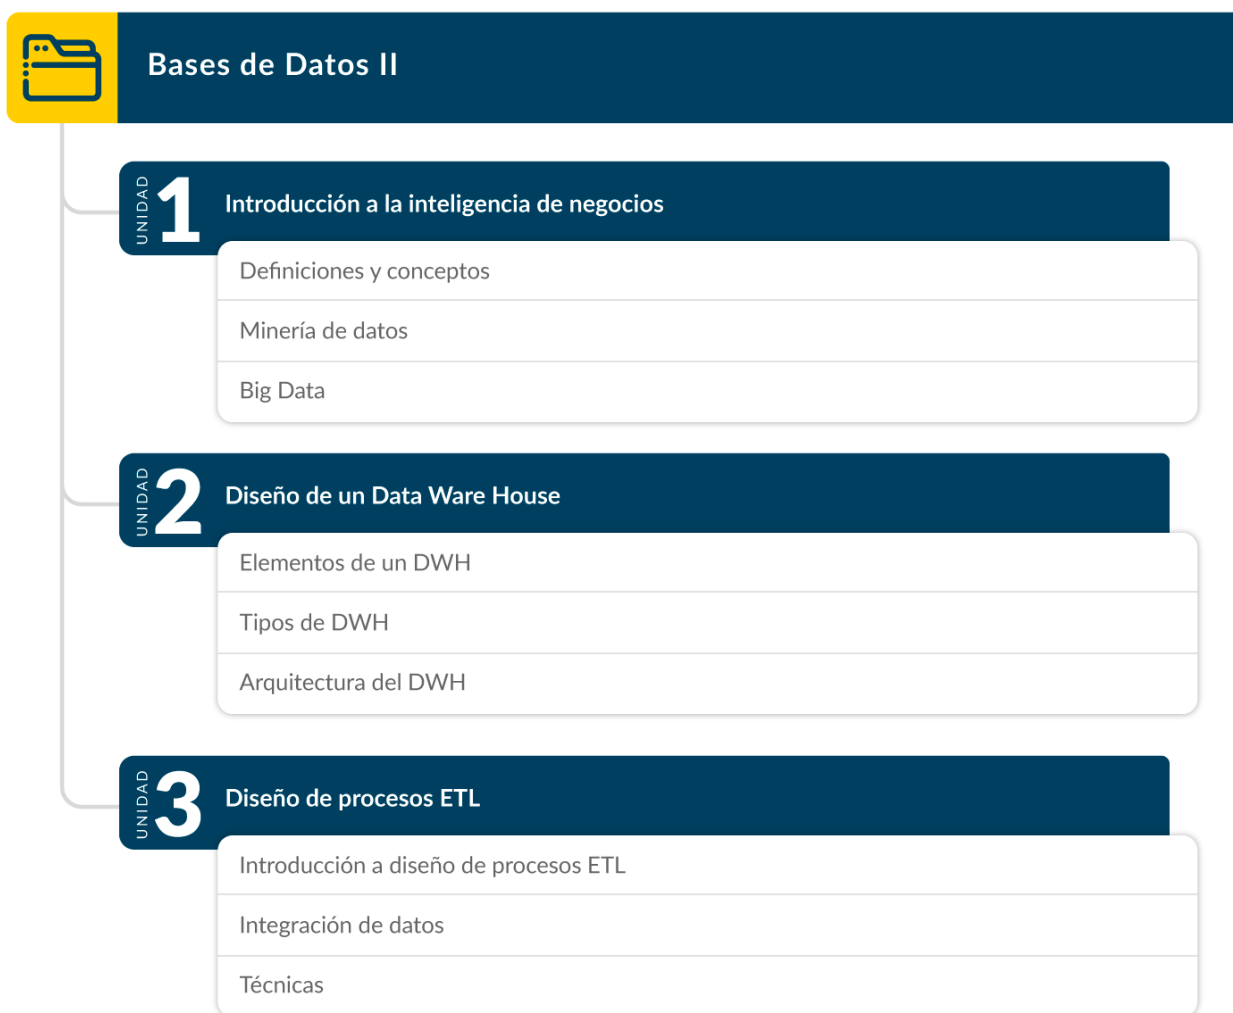 Bases de Datos II
UNIDAD 1 Introducción a la inteligencia de negocios
Definiciones y conceptos
Minería de datos
Big Data
UNIDAD 2 Diseño de un Data Ware House
Elementos de un DWH
Tipos de DWH
Arquitectura del DWH
UNIDAD 3 Diseño de procesos ETL
Introducción a diseño de procesos ETL
Integración de datos
Técnicas